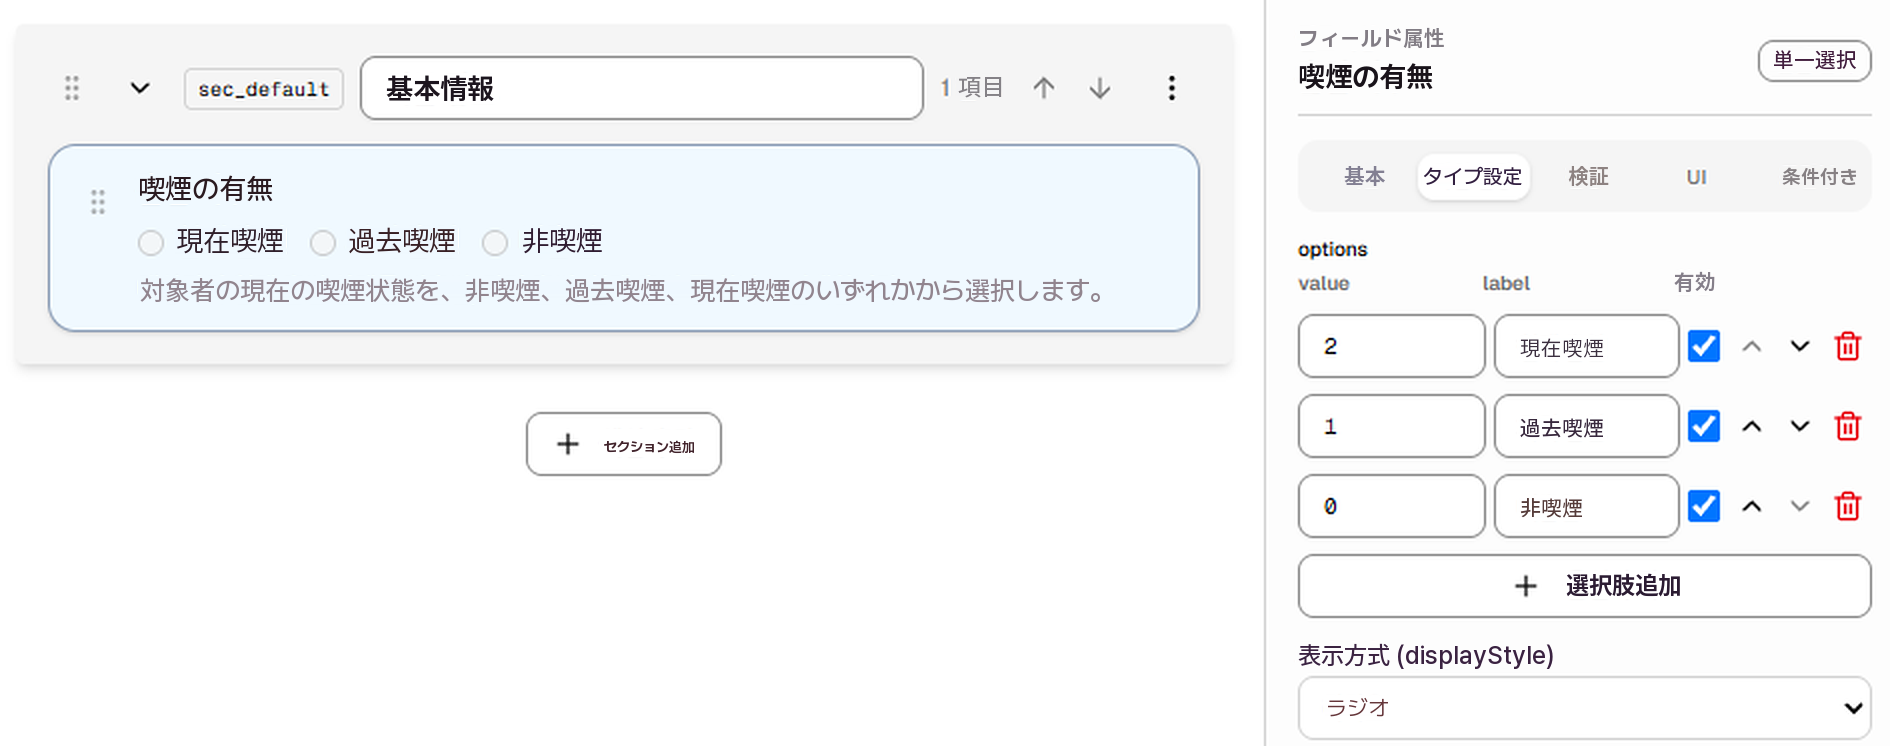 sec_default
基本情報
1 項目
喫煙の有無
現在喫煙
過去喫煙
非喫煙
対象者の現在の喫煙状態を、非喫煙、過去喫煙、現在喫煙のいずれかから選択します。
セクション追加
フィールド属性
喫煙の有無
単一選択
基本
タイプ設定
検証
UI
条件付き
options
value label 有効
2 現在喫煙
1 過去喫煙
0 非喫煙
選択肢追加
表示方式 (displayStyle)
ラジオ